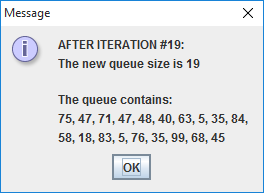 Message
AFTER ITERATION #19:
The new queue size is 19
The queue contains:
75, 47, 71, 47, 48, 40, 63, 5, 35, 84,
58, 18, 83, 5, 76, 35, 99, 68, 45
OK